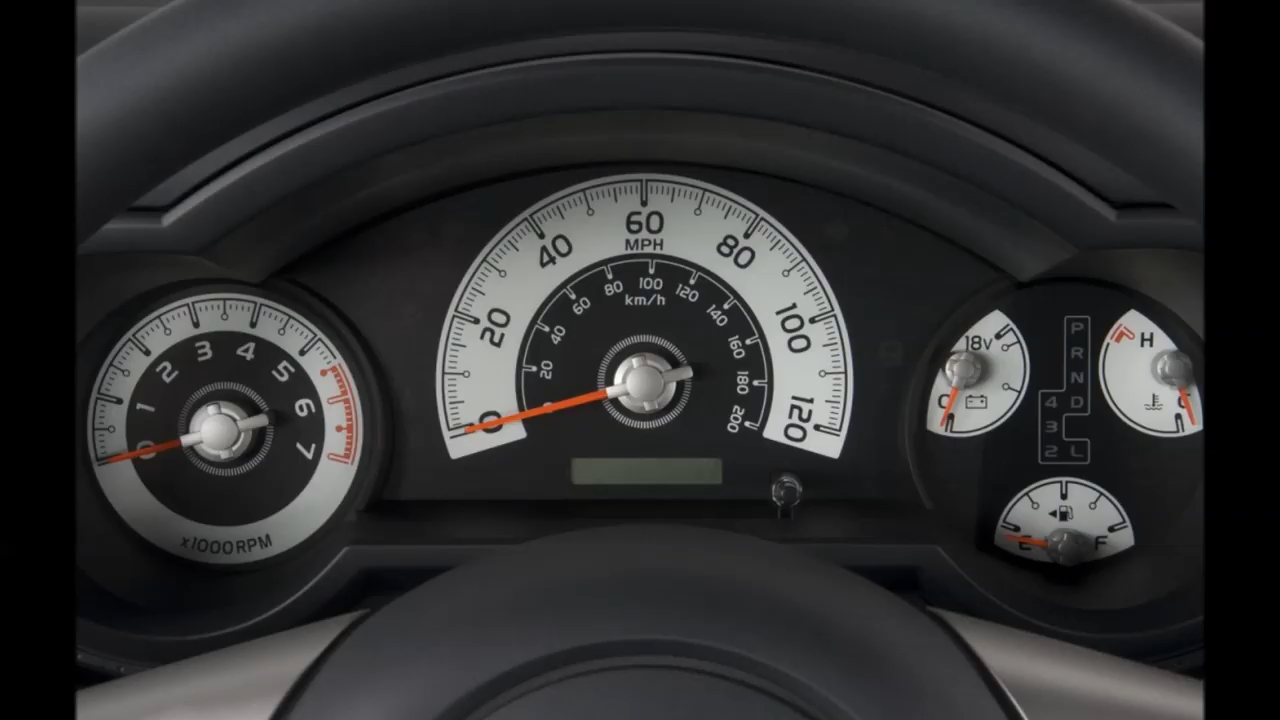 0 1 2 3 4 5 6 7
x1000RPM
0 20 40 60 80 100 120
MPH
20 40 60 80 100 120 140 160 180 200
km/h
18V
P
R
N
4 D
3
2 L
H
E F